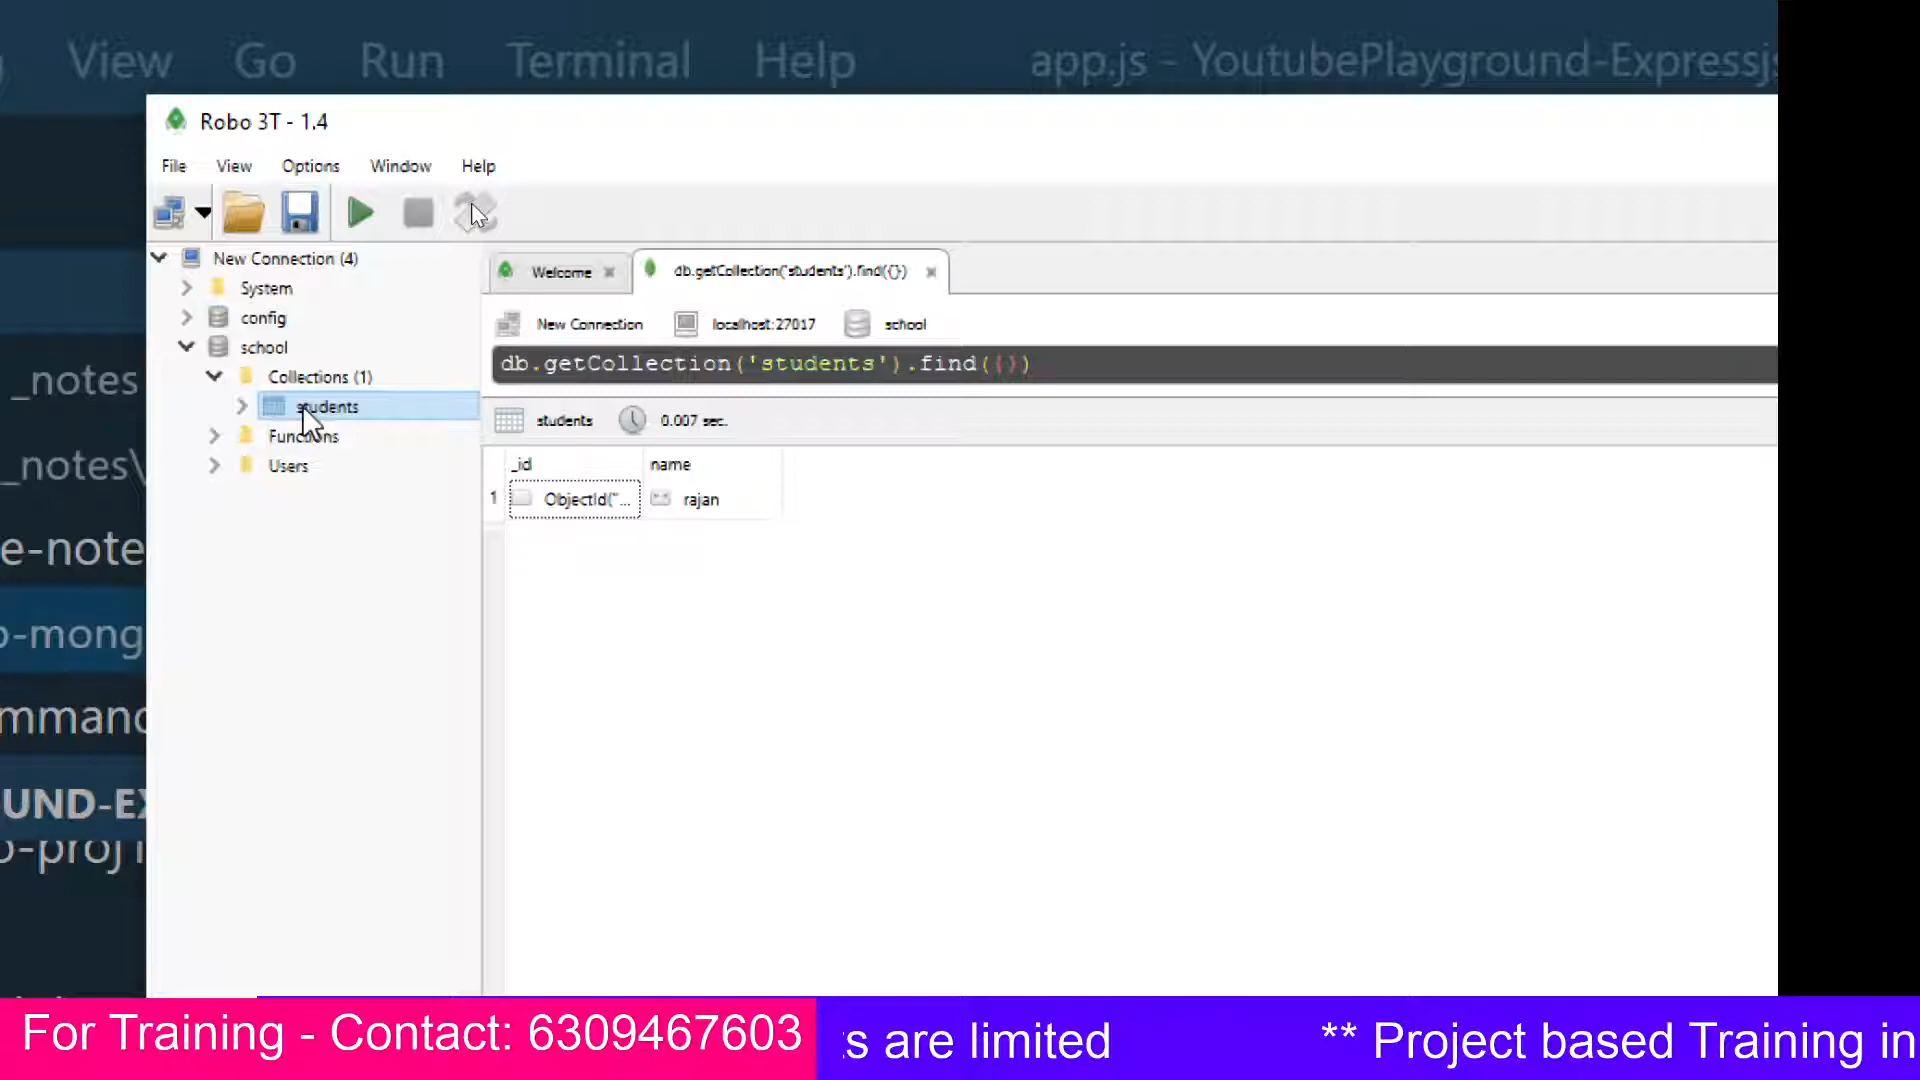 View Go Run Terminal Help app.js - YoutubePlayground-Expressjs
Robo 3T - 1.4
File View Options Window Help
New Connection (4)
System
config
school
Collections (1)
students
Functions
Users
Welcome
db.getCollection('students').find({})
New Connection localhost:27017 school
db.getCollection('students').find({})
students 0.007 sec.
_id name
1 ObjectId("... rajan
_notes
_notes\
e-note
o-mong
mmand
UND-EX
o-proj
For Training - Contact: 6309467603
s are limited
** Project based Training in